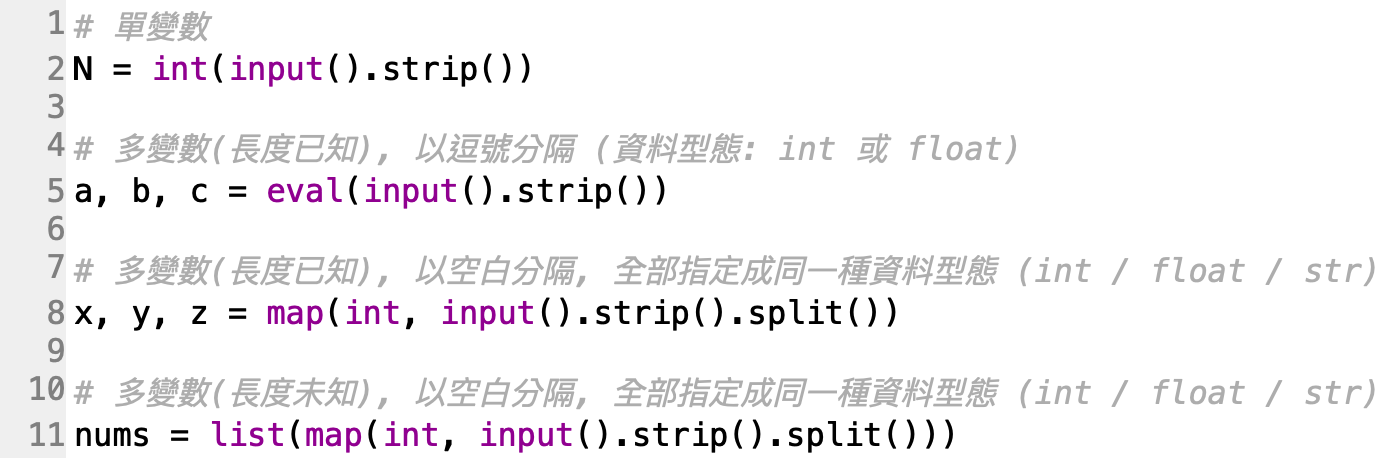 1 # 單變數
2 N = int(input().strip())
3
4 # 多變數(長度已知), 以逗號分隔 (資料型態: int 或 float)
5 a, b, c = eval(input().strip())
6
7 # 多變數(長度已知), 以空白分隔, 全部指定成同一種資料型態 (int / float / str)
8 x, y, z = map(int, input().strip().split())
9
10 # 多變數(長度未知), 以空白分隔, 全部指定成同一種資料型態 (int / float / str)
11 nums = list(map(int, input().strip().split()))